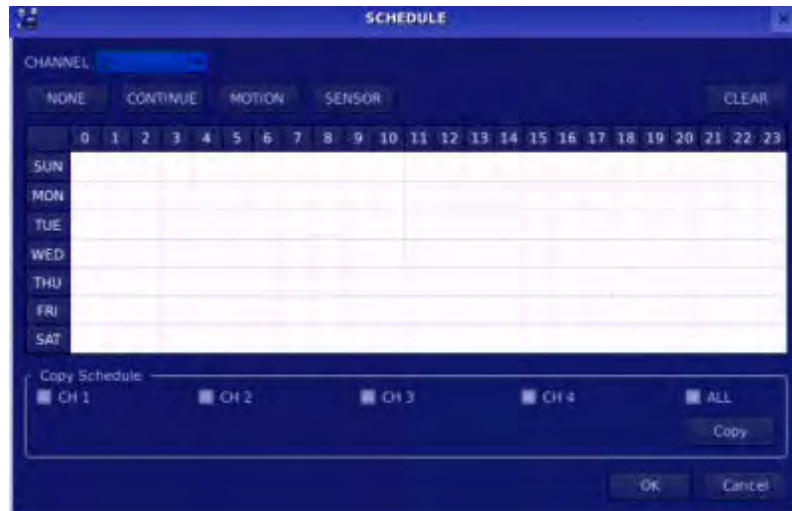 SCHEDULE
CHANNEL
NONE CONTINUE MOTION SENSOR CLEAR
0 1 2 3 4 5 6 7 8 9 10 11 12 13 14 15 16 17 18 19 20 21 22 23
SUN
MON
TUE
WED
THU
FRI
SAT
Copy Schedule
CH 1 CH 2 CH 3 CH 4 ALL
Copy
OK Cancel